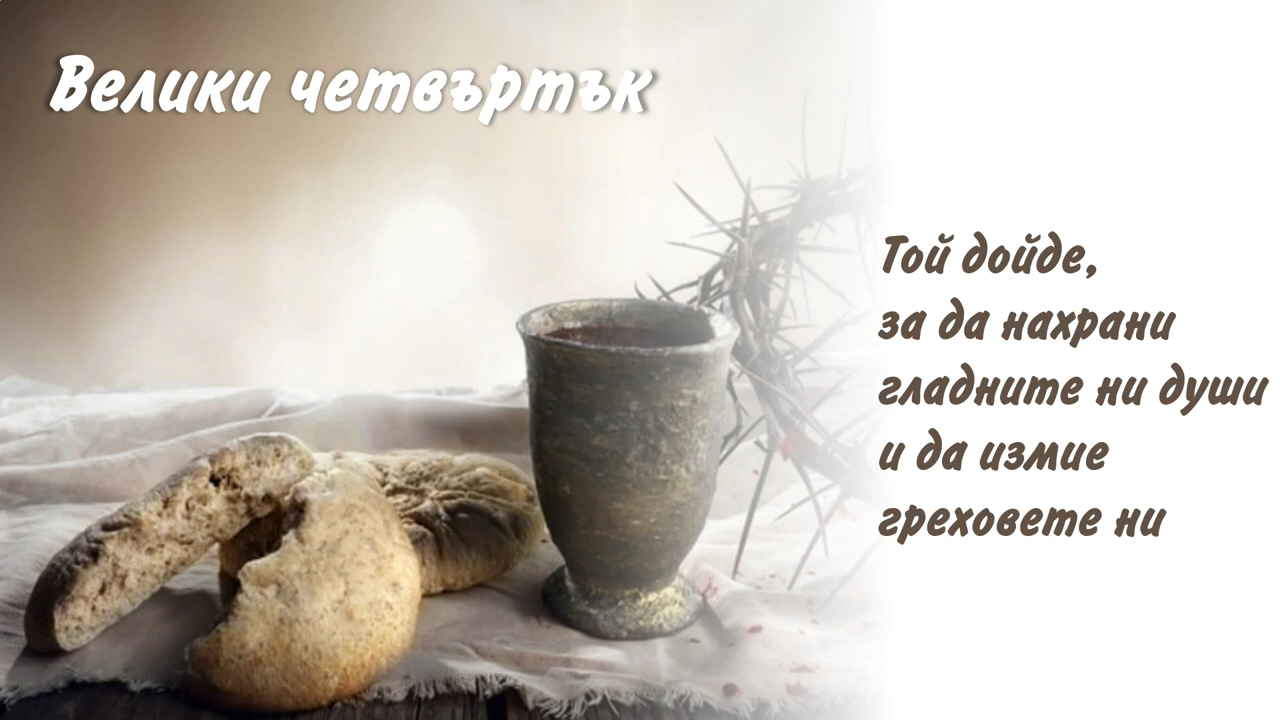 Велики четвъртък
Той дойде,
за да нахрани
гладните ни души
и да измие
греховете ни